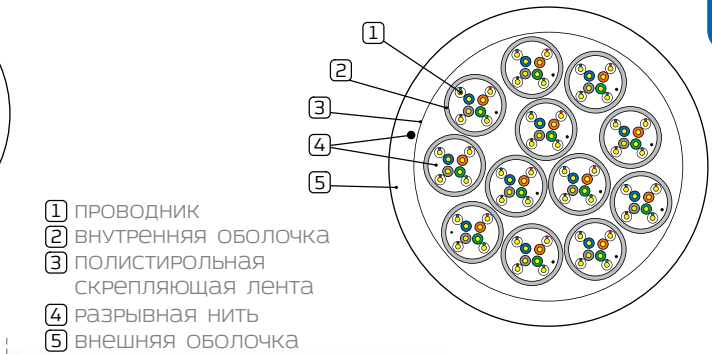 1
2
3
4
5
1 ПРОВОДНИК
2 ВНУТРЕННЯЯ ОБОЛОЧКА
3 ПОЛИСТИРОЛЬНАЯ
СКРЕПЛЯЮЩАЯ ЛЕНТА
4 РАЗРЫВНАЯ НИТЬ
5 ВНЕШНЯЯ ОБОЛОЧКА